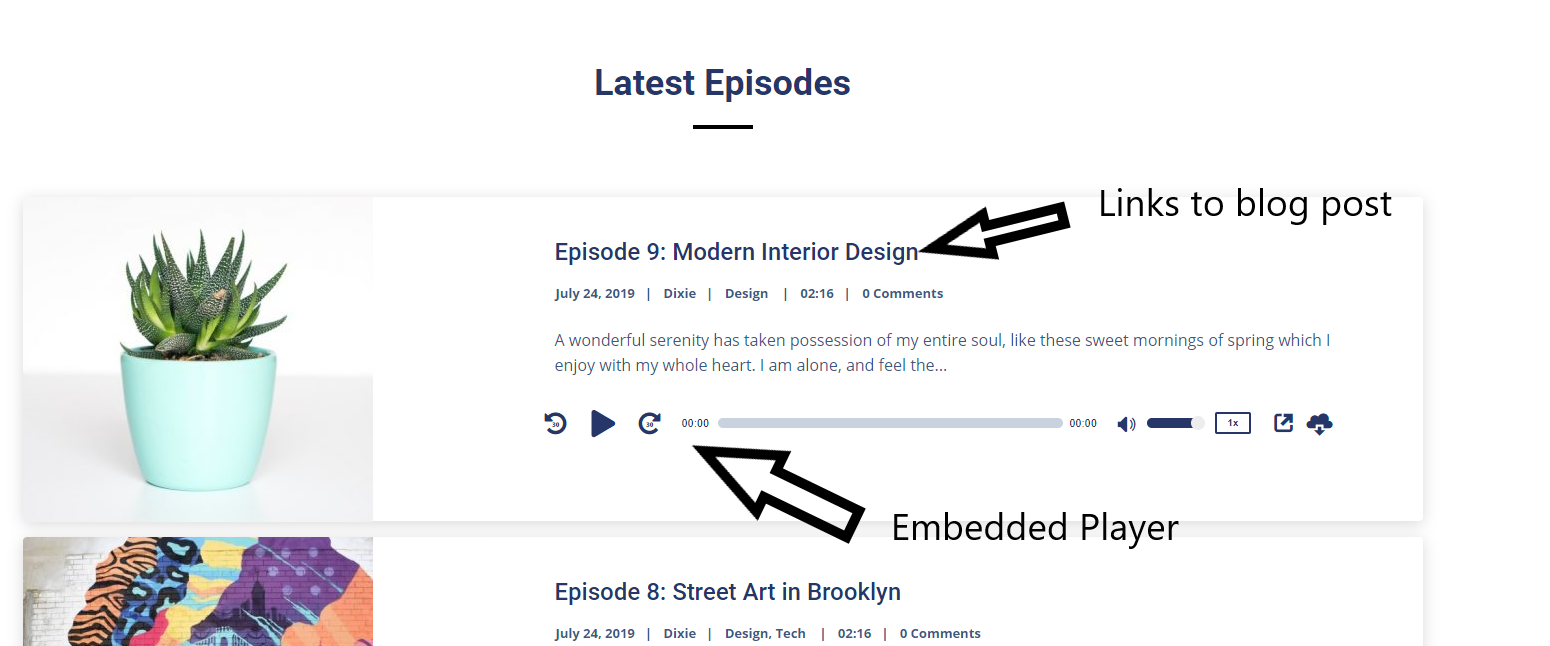 Latest Episodes
Links to blog post
Episode 9: Modern Interior Design
July 24, 2019 | Dixie | Design | 02:16 | 0 Comments
A wonderful serenity has taken possession of my entire soul, like these sweet mornings of spring which I
enjoy with my whole heart. I am alone, and feel the...
30 30 00:00 00:00 1x
Embedded Player
Episode 8: Street Art in Brooklyn
July 24, 2019 | Dixie | Design, Tech | 02:16 | 0 Comments